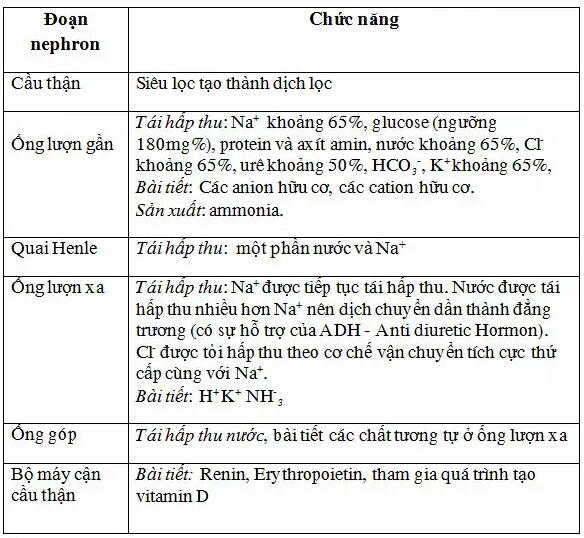 Đoạn nephron
Chức năng
Cầu thận
Siêu lọc tạo thành dịch lọc
Ống lượn gần
Tái hấp thu: Na⁺ khoảng 65%, glucose (ngưỡng
180mg%), protein và axít amin, nước khoảng 65%, Cl⁻
khoảng 65%, urê khoảng 50%, HCO₃⁻, K⁺khoảng 65%,
Bài tiết: Các anion hữu cơ, các cation hữu cơ.
Sản xuất: ammonia.
Quai Henle
Tái hấp thu: một phần nước và Na⁺
Ống lượn xa
Tái hấp thu: Na⁺ được tiếp tục tái hấp thu. Nước được tái
hấp thu nhiều hơn Na⁺ nên dịch chuyển dần thành đẳng
trương (có sự hỗ trợ của ADH - Anti diuretic Hormon).
Cl⁻ được tỏi hấp thu theo cơ chế vận chuyển tích cực thứ
cấp cùng với Na⁺.
Bài tiết: H⁺K⁺ NH⁻₃
Ống góp
Tái hấp thu nước, bài tiết các chất tương tự ở ống lượn xa
Bộ máy cận
cầu thận
Bài tiết: Renin, Erythropoietin, tham gia quá trình tạo
vitamin D